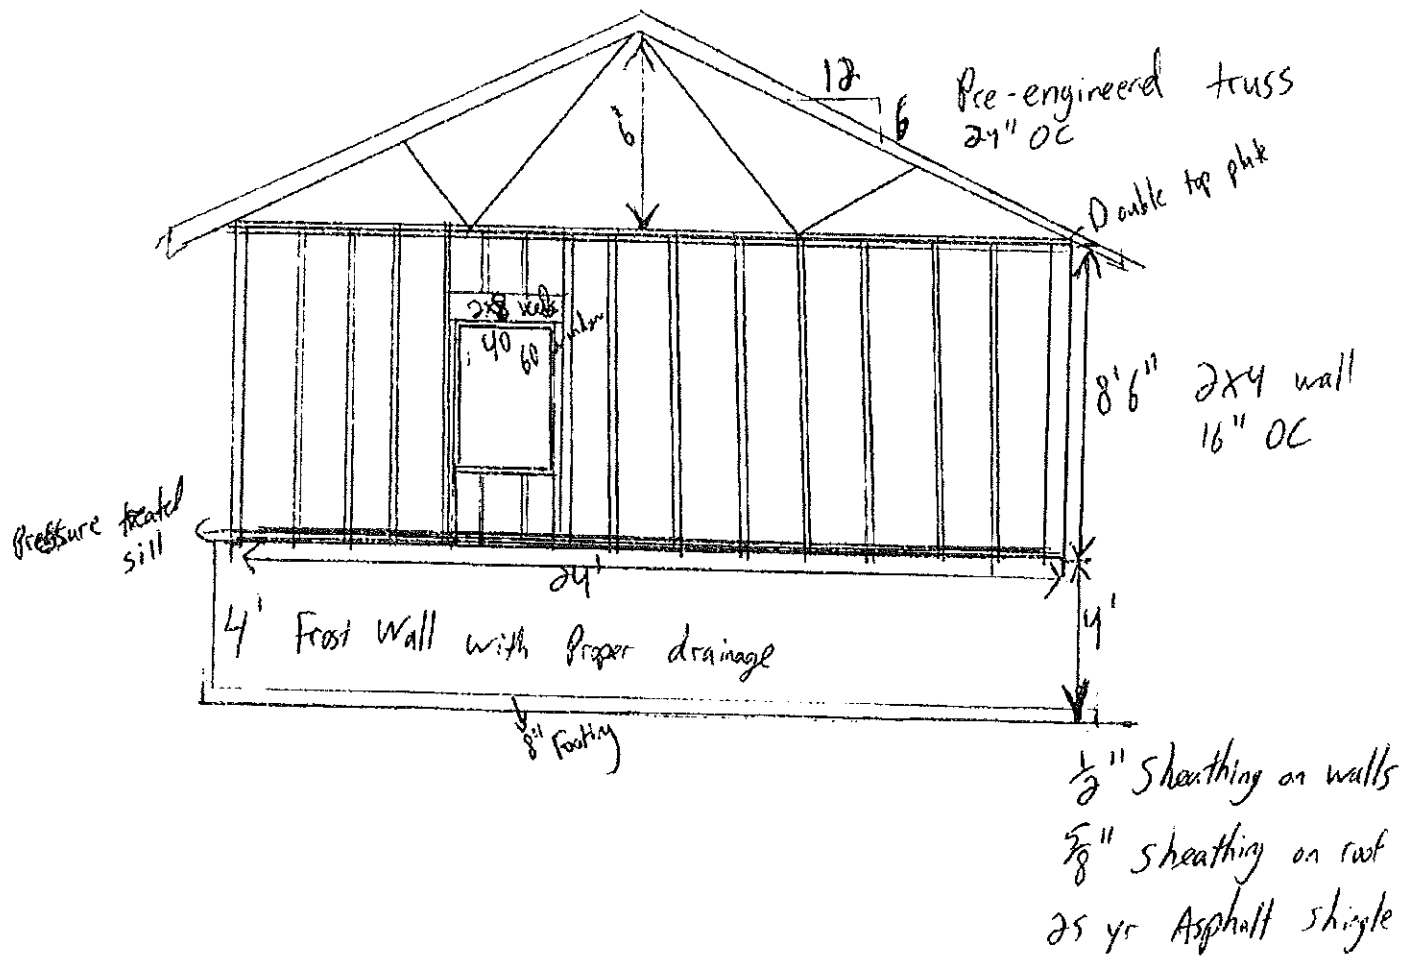 12
6
Pre-engineerd truss
24" OC
Double top plate
6'
2x8
40 60 window
8'6" 2x4 wall
16" OC
Pressure treated
sill
24'
4' Frost Wall with Proper drainage
4'
8" Footing
1/2" Sheathing on walls
5/8" sheathing on roof
25 yr Asphalt shingle